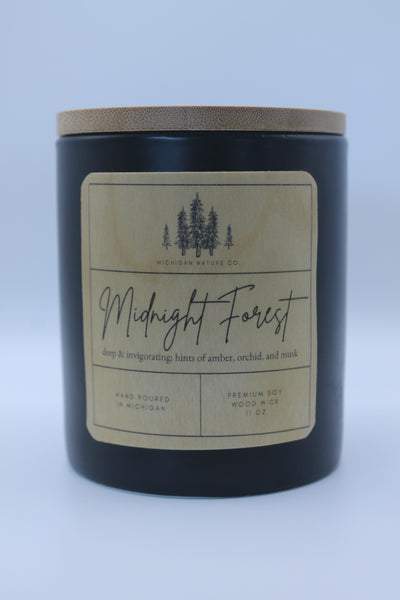 MICHIGAN NATURE CO.
Midnight Forest
deep & invigorating; hints of amber, orchid, and musk
HAND POURED
IN MICHIGAN
PREMIUM SOY
WOOD WICK
11 OZ